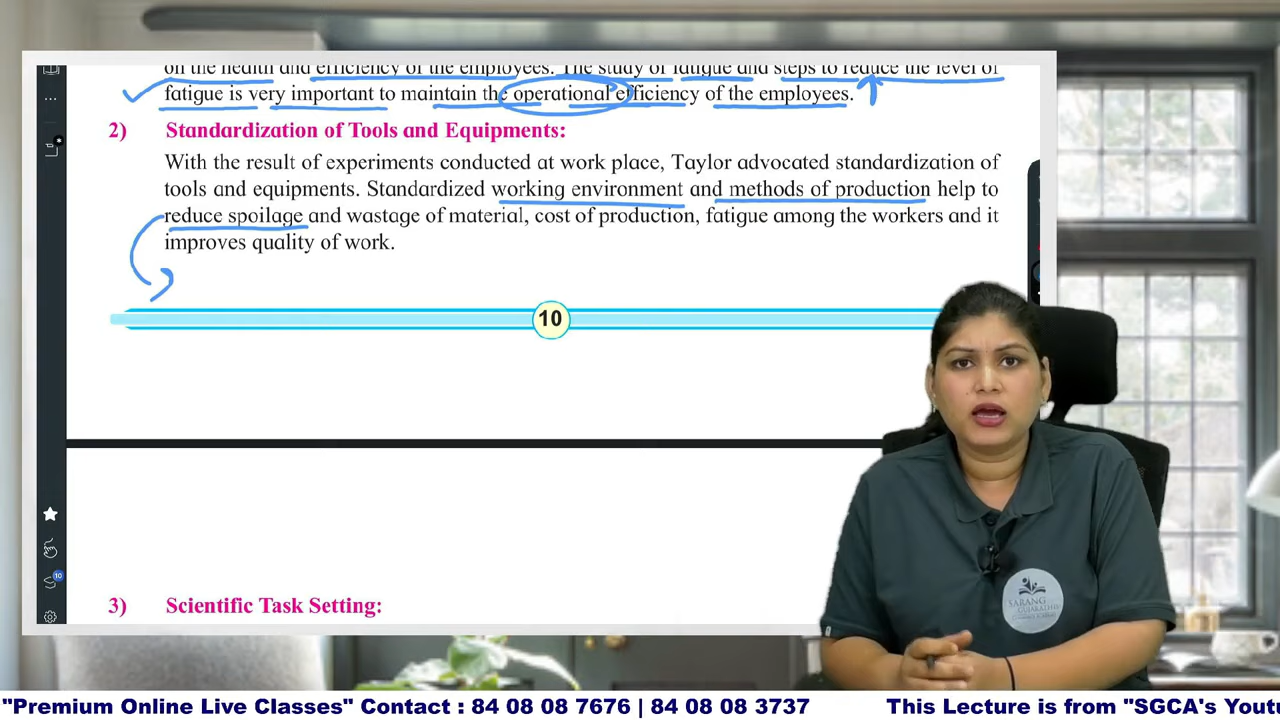 on the health and efficiency of the employees. The study of fatigue and steps to reduce the level of
fatigue is very important to maintain the operational efficiency of the employees.
2) Standardization of Tools and Equipments:
With the result of experiments conducted at work place, Taylor advocated standardization of
tools and equipments. Standardized working environment and methods of production help to
reduce spoilage and wastage of material, cost of production, fatigue among the workers and it
improves quality of work.
10
3) Scientific Task Setting:
10
SARANG
GUJARATHI'S
"Premium Online Live Classes" Contact : 84 08 08 7676 | 84 08 08 3737
This Lecture is from "SGCA's Youtu